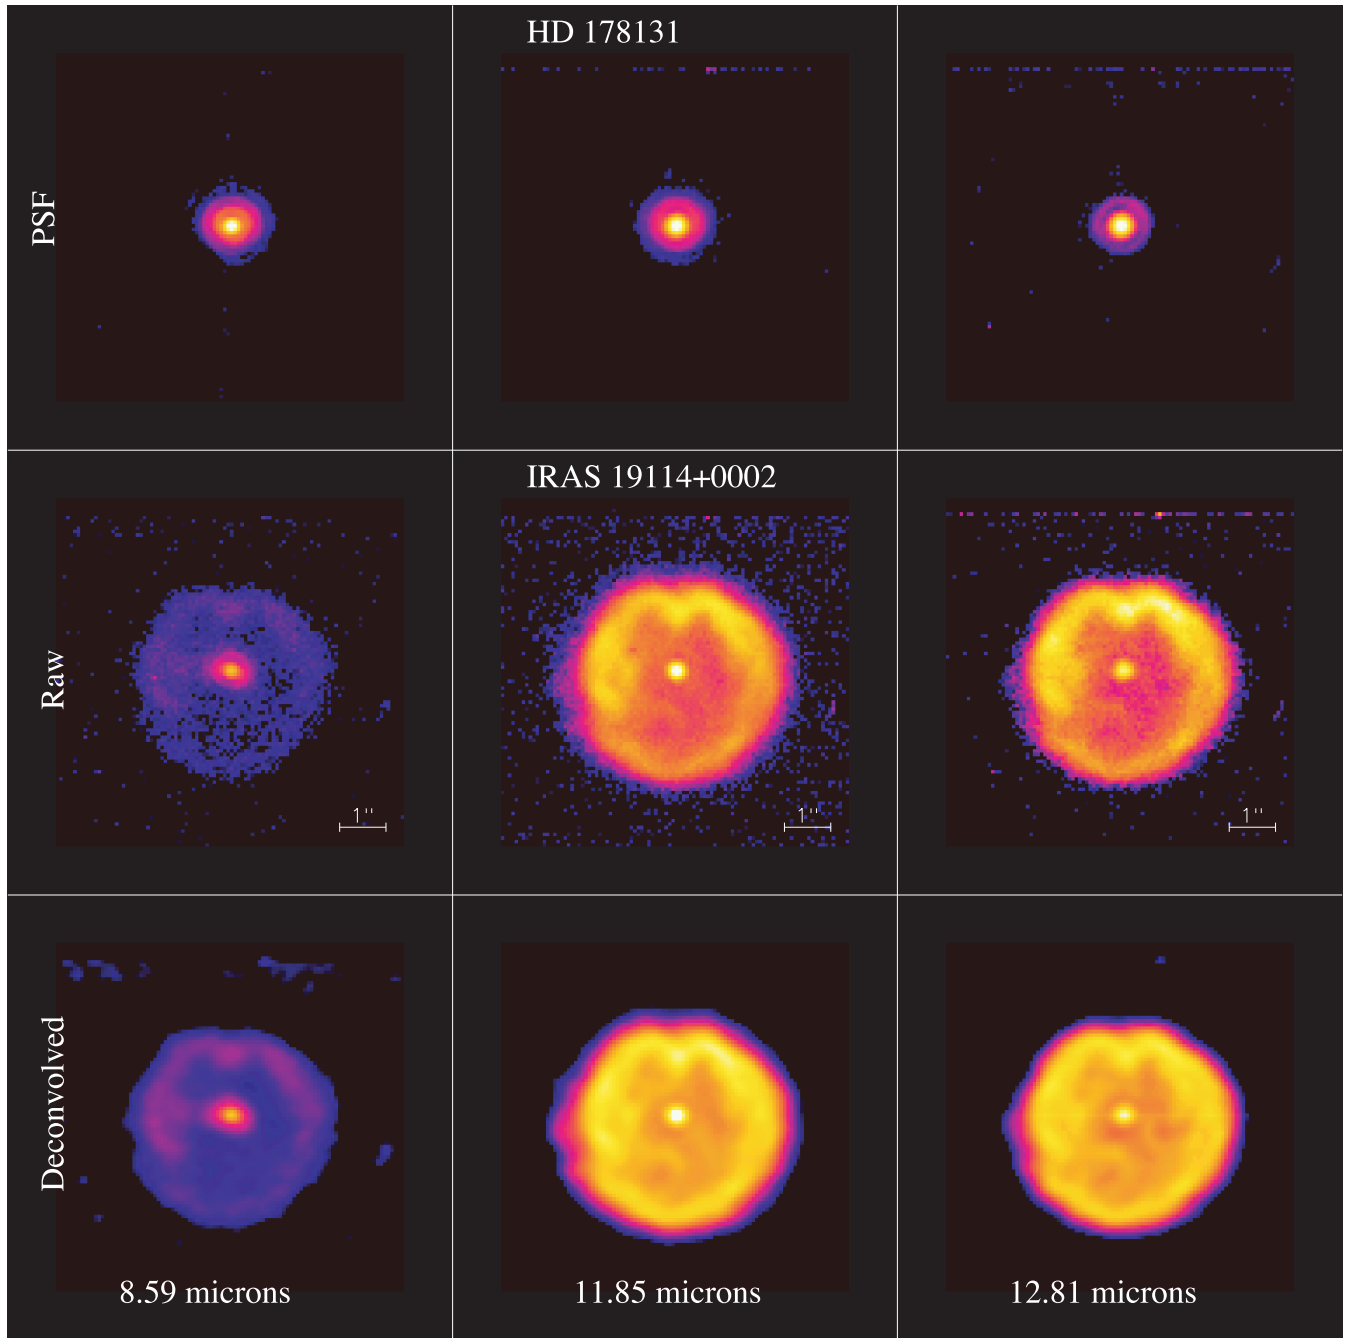 HD 178131
PSF
IRAS 19114+0002
Raw
1"
1"
1"
Deconvolved
8.59 microns
11.85 microns
12.81 microns